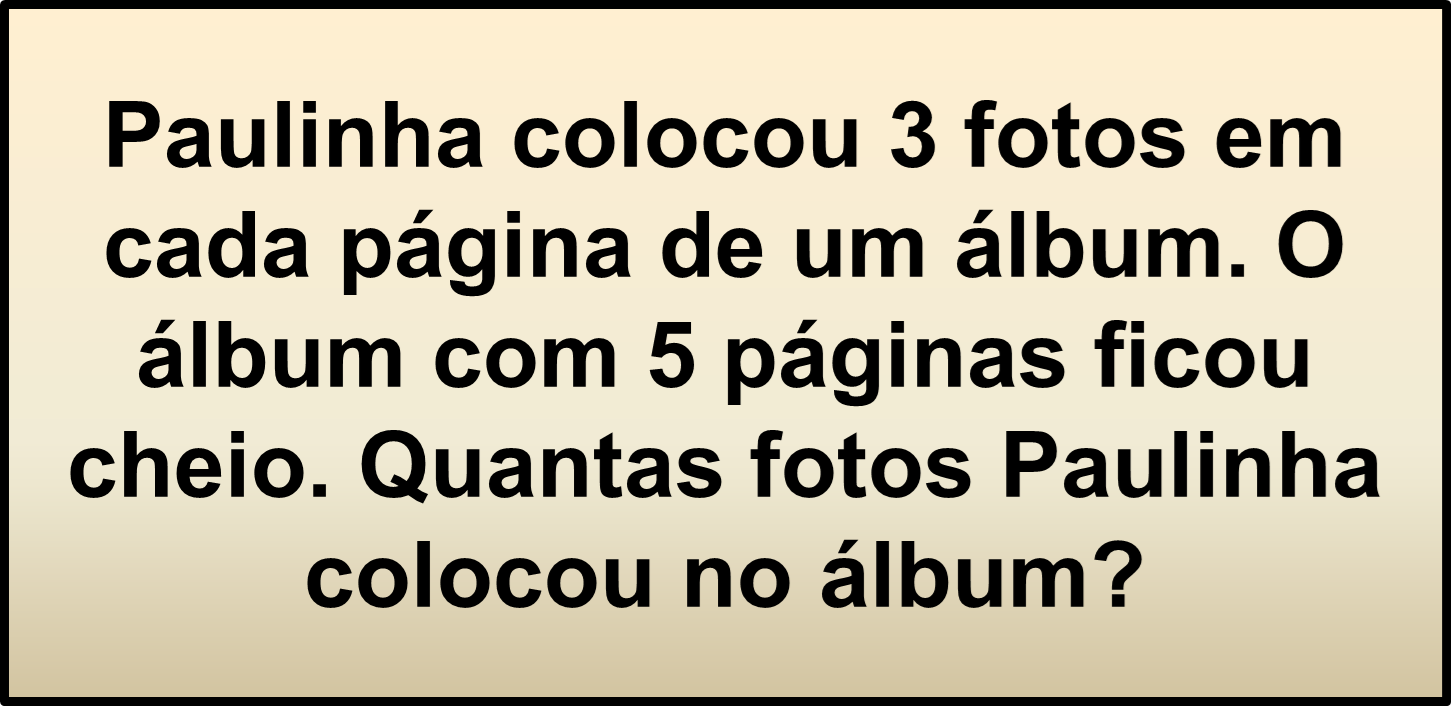 Paulinha colocou 3 fotos em
cada página de um álbum. O
álbum com 5 páginas ficou
cheio. Quantas fotos Paulinha
colocou no álbum?